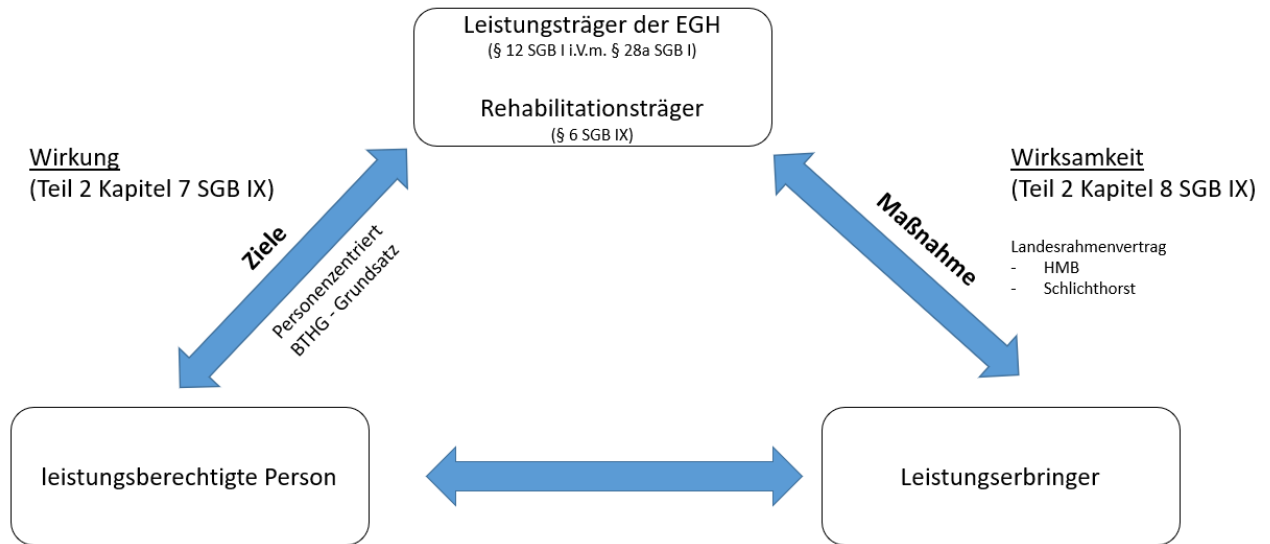 Leistungsträger der EGH
(§ 12 SGB I i.V.m. § 28a SGB I)
Rehabilitationsträger
(§ 6 SGB IX)
Wirkung
(Teil 2 Kapitel 7 SGB IX)
Ziele
Personenzentriert
BTHG - Grundsatz
Maßnahme
Wirksamkeit
(Teil 2 Kapitel 8 SGB IX)
Landesrahmenvertrag
- HMB
- Schlichthorst
leistungsberechtigte Person
Leistungserbringer